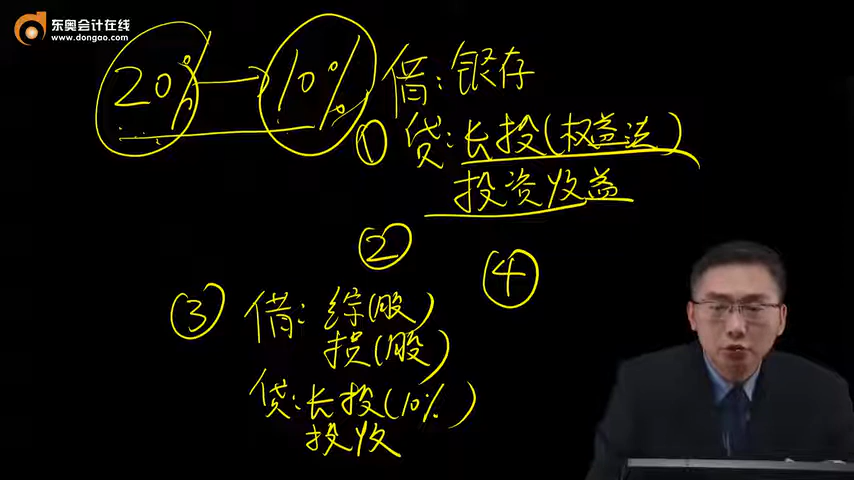 东奥会计在线
www.dongao.com
20% → 10%
借：银存
① 贷：长投(权益法)
投资收益
②
④
③ 借：综(股)
损(股)
贷：长投(10%)
投收